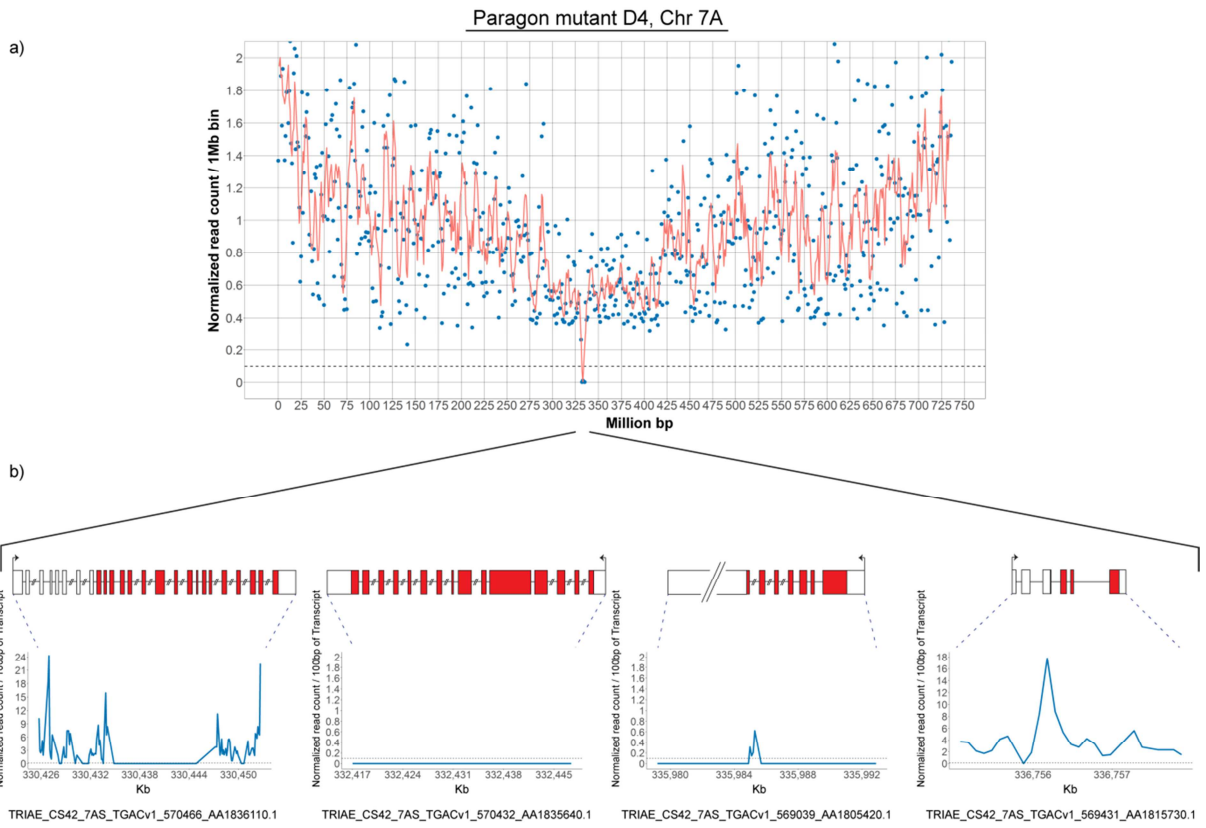 Paragon mutant D4, Chr 7A
a)
Normalized read count / 1Mb bin
2
1.8
1.6
1.4
1.2
1
0.8
0.6
0.4
0.2
0
0 25 50 75 100 125 150 175 200 225 250 275 300 325 350 375 400 425 450 475 500 525 550 575 600 625 650 675 700 725 750
Million bp
b)
Normalized read count / 100bp of Transcript
24
21
18
15
12
9
6
3
0
330,426 330,432 330,438 330,444 330,450
Kb
TRIAE_CS42_7AS_TGACv1_570466_AA1836110.1
Normalized read count / 100bp of Transcript
2
1.8
1.6
1.4
1.2
1
0.8
0.6
0.4
0.2
0
332,417 332,424 332,431 332,438 332,445
Kb
TRIAE_CS42_7AS_TGACv1_570432_AA1835640.1
Normalized read count / 100bp of Transcript
2
1.8
1.6
1.4
1.2
1
0.8
0.6
0.4
0.2
0
335,980 335,984 335,988 335,992
Kb
TRIAE_CS42_7AS_TGACv1_569039_AA1805420.1
Normalized read count / 100bp of Transcript
18
16
14
12
10
8
6
4
2
0
336,756 336,757
Kb
TRIAE_CS42_7AS_TGACv1_569431_AA1815730.1